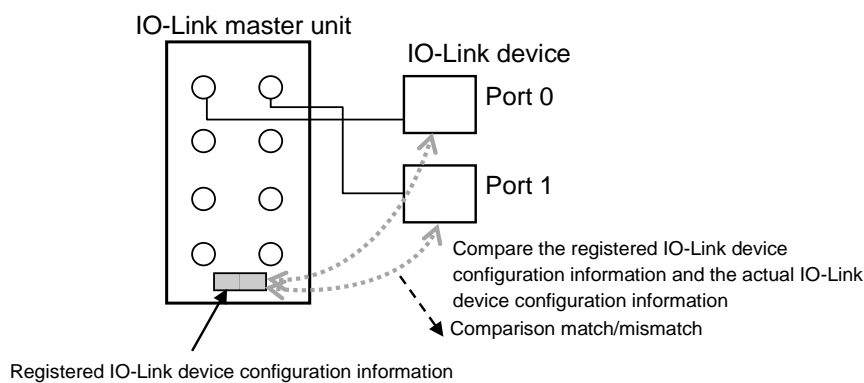 IO-Link master unit
IO-Link device
Port 0
Port 1
Compare the registered IO-Link device
configuration information and the actual IO-Link
device configuration information
Comparison match/mismatch
Registered IO-Link device configuration information